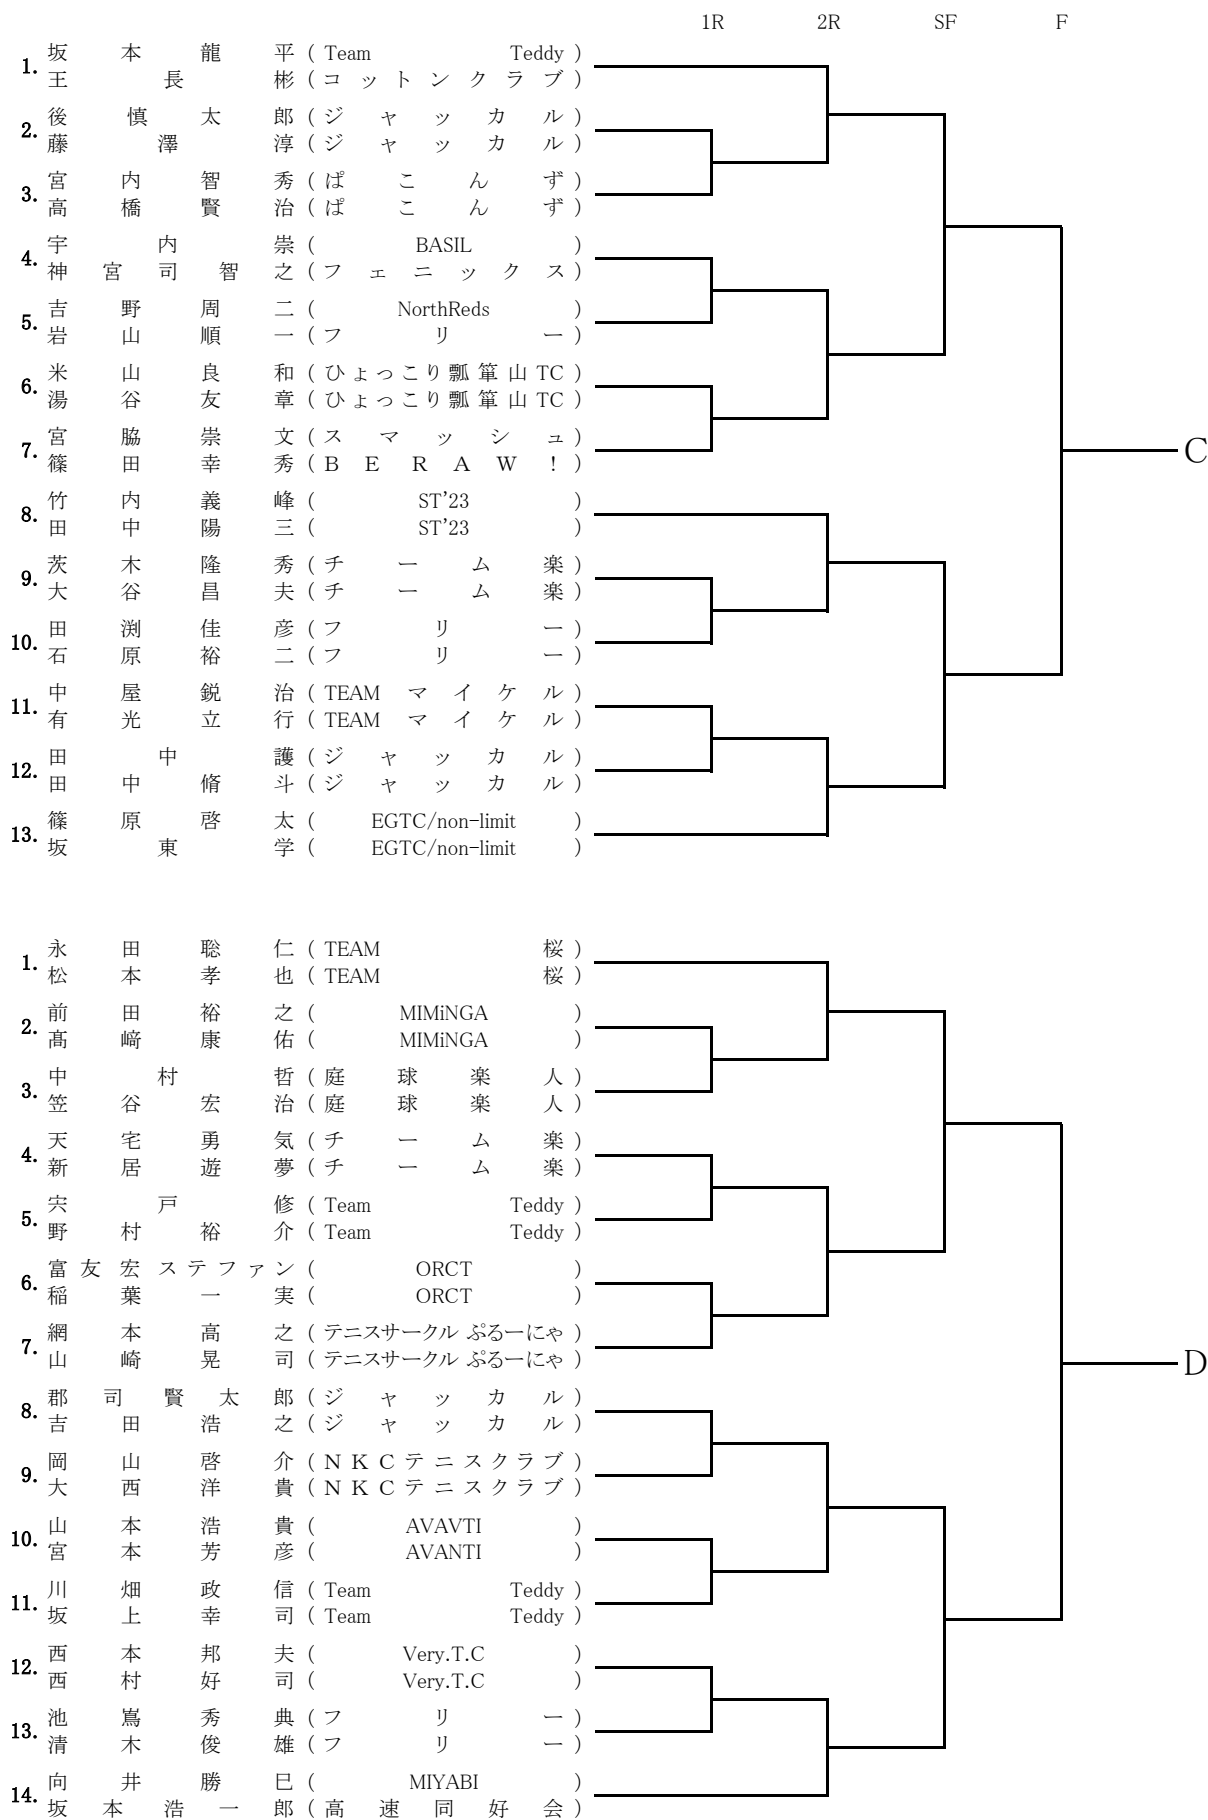 1R 2R SF F
1. 坂本龍平 (Team Teddy)
王長彬 (コットンクラブ)
2. 後慎太郎 (ジャッカル)
藤澤淳 (ジャッカル)
3. 宮内智秀 (ぱこんず)
高橋賢治 (ぱこんず)
4. 宇内崇 (BASIL)
神宮司智之 (フェニックス)
5. 吉野周二 (NorthReds)
岩山順一 (フリー)
6. 米山良和 (ひょっこり瓢箪山TC)
湯谷友章 (ひょっこり瓢箪山TC)
7. 宮脇崇文 (スマッシュ)
篠田幸秀 (BERAW!)
C
8. 竹内義峰 (ST’23)
田中陽三 (ST’23)
9. 茨木隆秀 (チーム楽)
大谷昌夫 (チーム楽)
10. 田渕佳彦 (フリー)
石原裕二 (フリー)
11. 中屋鋭治 (TEAMマイケル)
有光立行 (TEAMマイケル)
12. 田中護 (ジャッカル)
田中脩斗 (ジャッカル)
13. 篠原啓太 (EGTC/non-limit)
坂東学 (EGTC/non-limit)
1. 永田聡仁 (TEAM桜)
松本孝也 (TEAM桜)
2. 前田裕之 (MIMiNGA)
髙﨑康佑 (MIMiNGA)
3. 中村哲 (庭球楽人)
笠谷宏治 (庭球楽人)
4. 天宅勇気 (チーム楽)
新居遊夢 (チーム楽)
5. 宍戸修 (Team Teddy)
野村裕介 (Team Teddy)
6. 富友宏ステファン (ORCT)
稲葉一実 (ORCT)
7. 網本高之 (テニスサークル ぷるーにゃ)
山崎晃司 (テニスサークル ぷるーにゃ)
D
8. 郡司賢太郎 (ジャッカル)
吉田浩之 (ジャッカル)
9. 岡山啓介 (NKCテニスクラブ)
大西洋貴 (NKCテニスクラブ)
10. 山本浩貴 (AVAVTI)
宮本芳彦 (AVANTI)
11. 川畑政信 (Team Teddy)
坂上幸司 (Team Teddy)
12. 西本邦夫 (Very.T.C)
西村好司 (Very.T.C)
13. 池嶌秀典 (フリー)
清木俊雄 (フリー)
14. 向井勝巳 (MIYABI)
坂本浩一郎 (高速同好会)